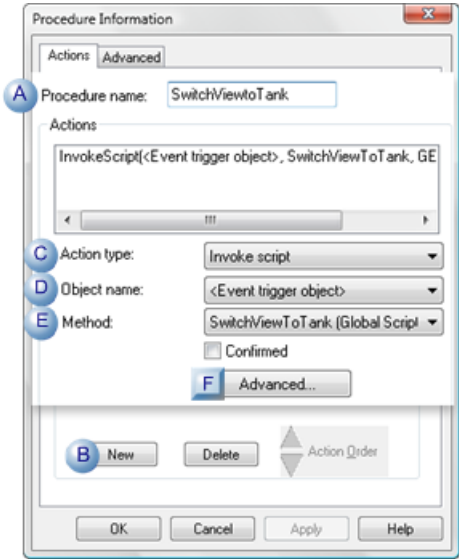 Procedure Information
Actions Advanced
A Procedure name: SwitchViewtoTank
Actions
InvokeScript(<Event trigger object>, SwitchViewToTank, GE
C Action type: Invoke script
D Object name: <Event trigger object>
E Method: SwitchViewToTank (Global Script
Confirmed
F Advanced...
B New Delete Action Order
OK Cancel Apply Help